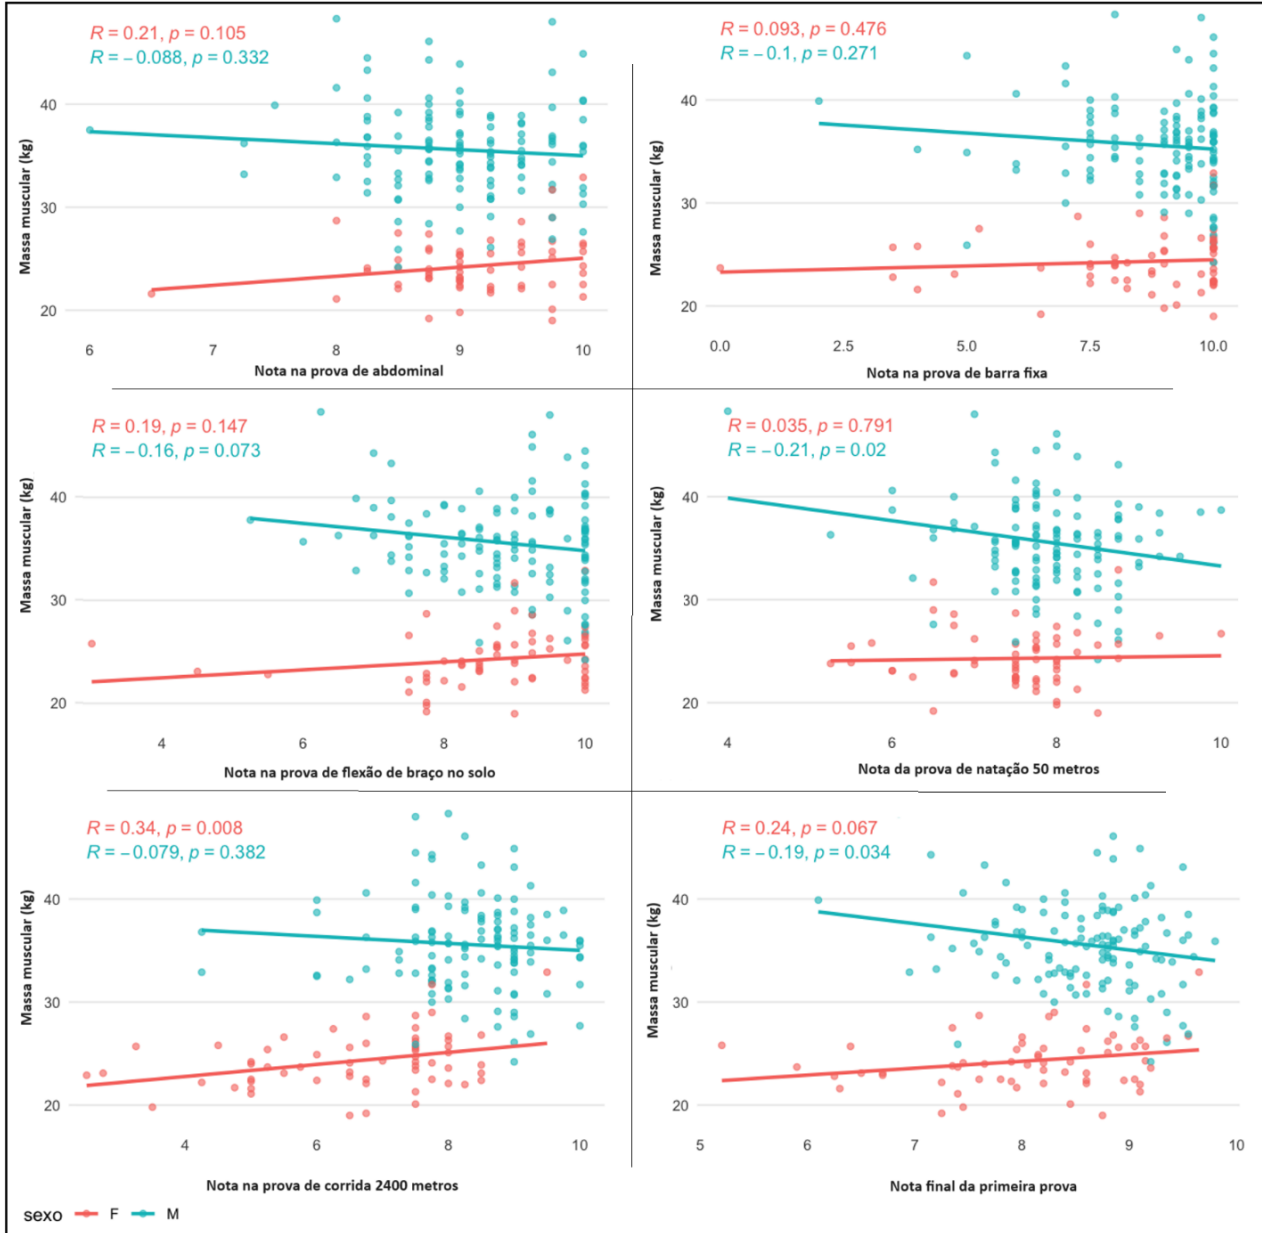 R = 0.21, p = 0.105
R = −0.088, p = 0.332
Massa muscular (kg)
40
30
20
6 7 8 9 10
Nota na prova de abdominal
R = 0.093, p = 0.476
R = −0.1, p = 0.271
Massa muscular (kg)
40
30
20
0.0 2.5 5.0 7.5 10.0
Nota na prova de barra fixa
R = 0.19, p = 0.147
R = −0.16, p = 0.073
Massa muscular (kg)
40
30
20
4 6 8 10
Nota na prova de flexão de braço no solo
R = 0.035, p = 0.791
R = −0.21, p = 0.02
Massa muscular (kg)
40
30
20
4 6 8 10
Nota da prova de natação 50 metros
R = 0.34, p = 0.008
R = −0.079, p = 0.382
Massa muscular (kg)
40
30
20
4 6 8 10
Nota na prova de corrida 2400 metros
R = 0.24, p = 0.067
R = −0.19, p = 0.034
Massa muscular (kg)
40
30
20
5 6 7 8 9 10
Nota final da primeira prova
sexo F M